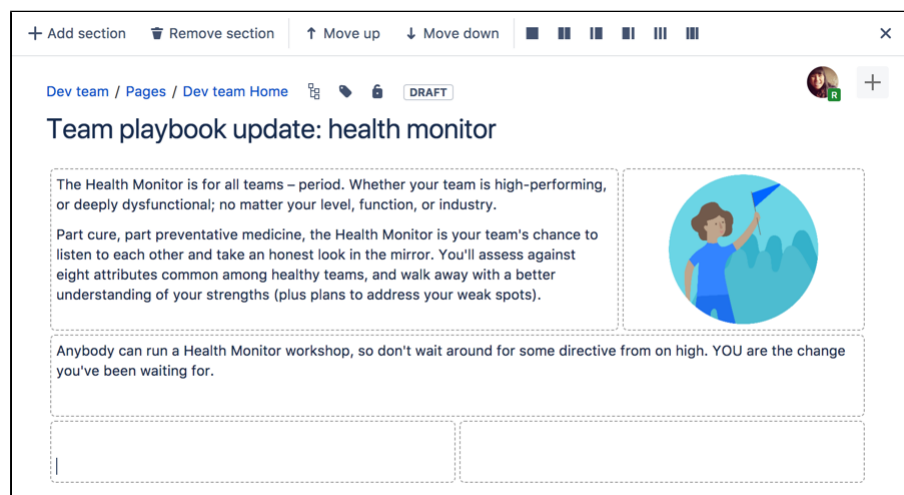 Add section Remove section Move up Move down
Dev team / Pages / Dev team Home DRAFT
R
Team playbook update: health monitor
The Health Monitor is for all teams – period. Whether your team is high-performing,
or deeply dysfunctional; no matter your level, function, or industry.
Part cure, part preventative medicine, the Health Monitor is your team's chance to
listen to each other and take an honest look in the mirror. You'll assess against
eight attributes common among healthy teams, and walk away with a better
understanding of your strengths (plus plans to address your weak spots).
Anybody can run a Health Monitor workshop, so don't wait around for some directive from on high. YOU are the change
you've been waiting for.